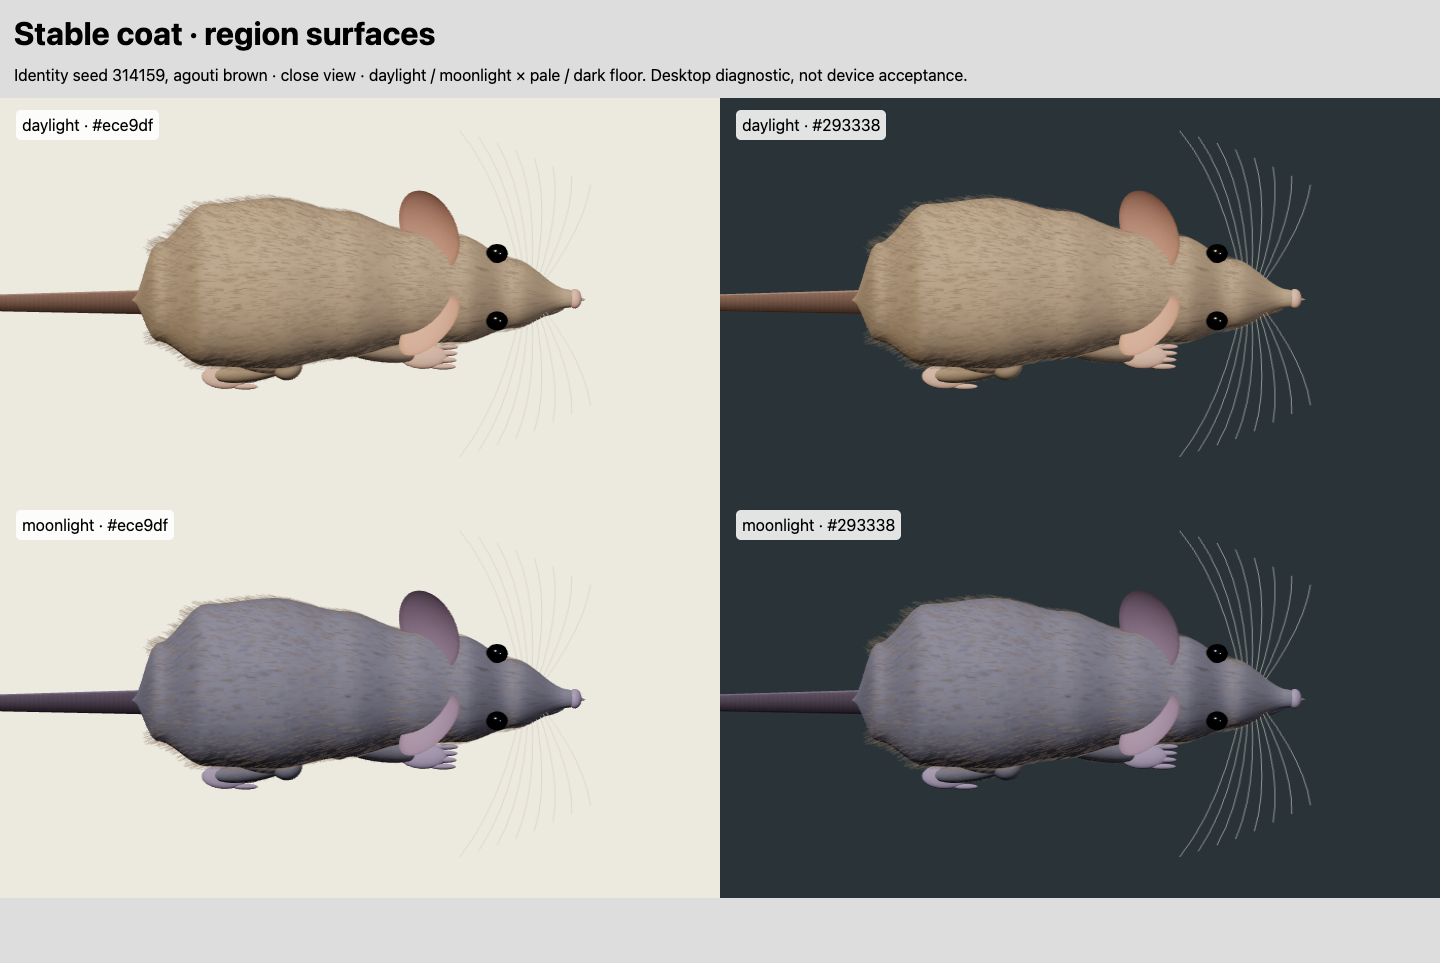 Stable coat · region surfaces
Identity seed 314159, agouti brown · close view · daylight / moonlight × pale / dark floor. Desktop diagnostic, not device acceptance.
daylight · #ece9df
daylight · #293338
moonlight · #ece9df
moonlight · #293338